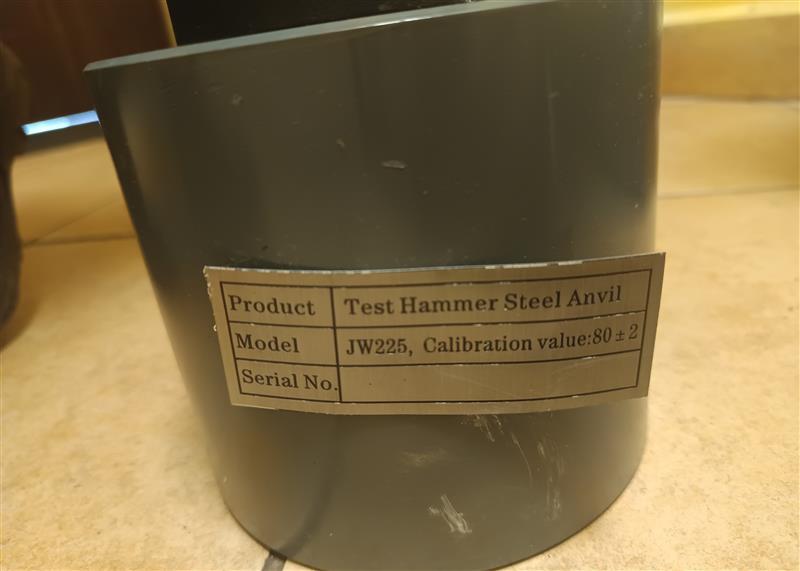 Product Test Hammer Steel Anvil
Model JW225, Calibration value:80±2
Serial No.